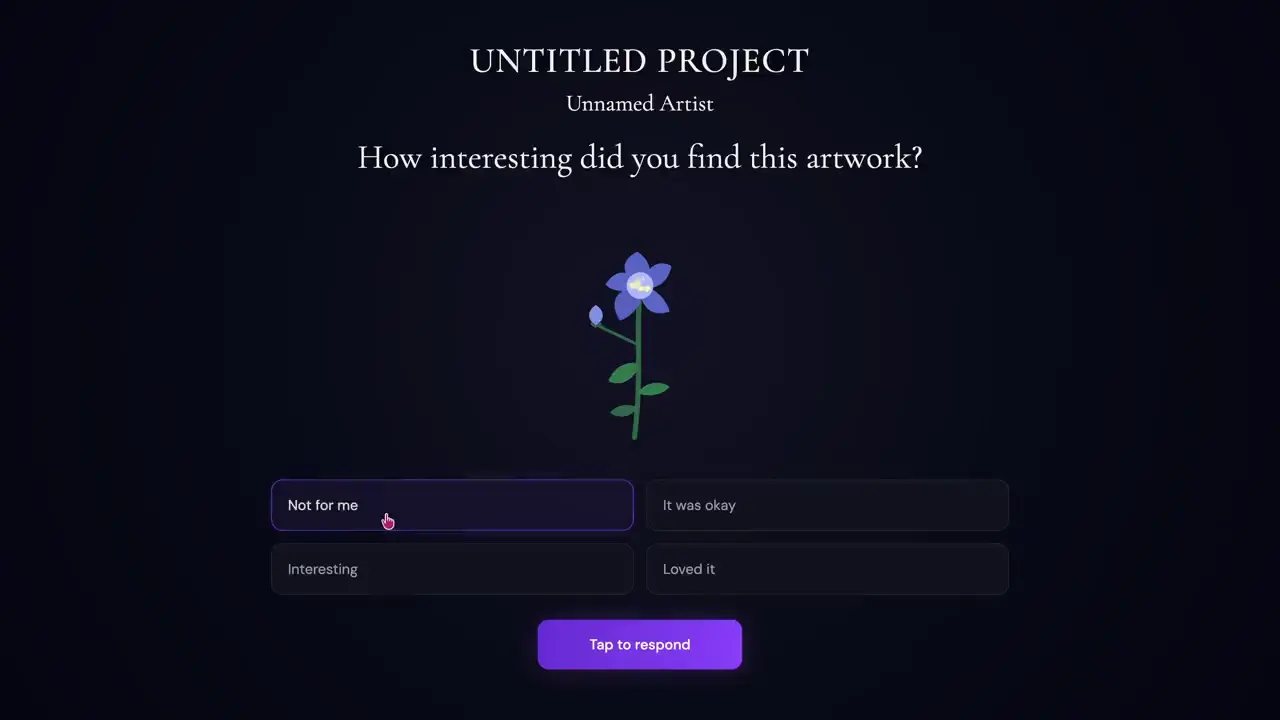 UNTITLED PROJECT
Unnamed Artist
How interesting did you find this artwork?
Not for me
It was okay
Interesting
Loved it
Tap to respond